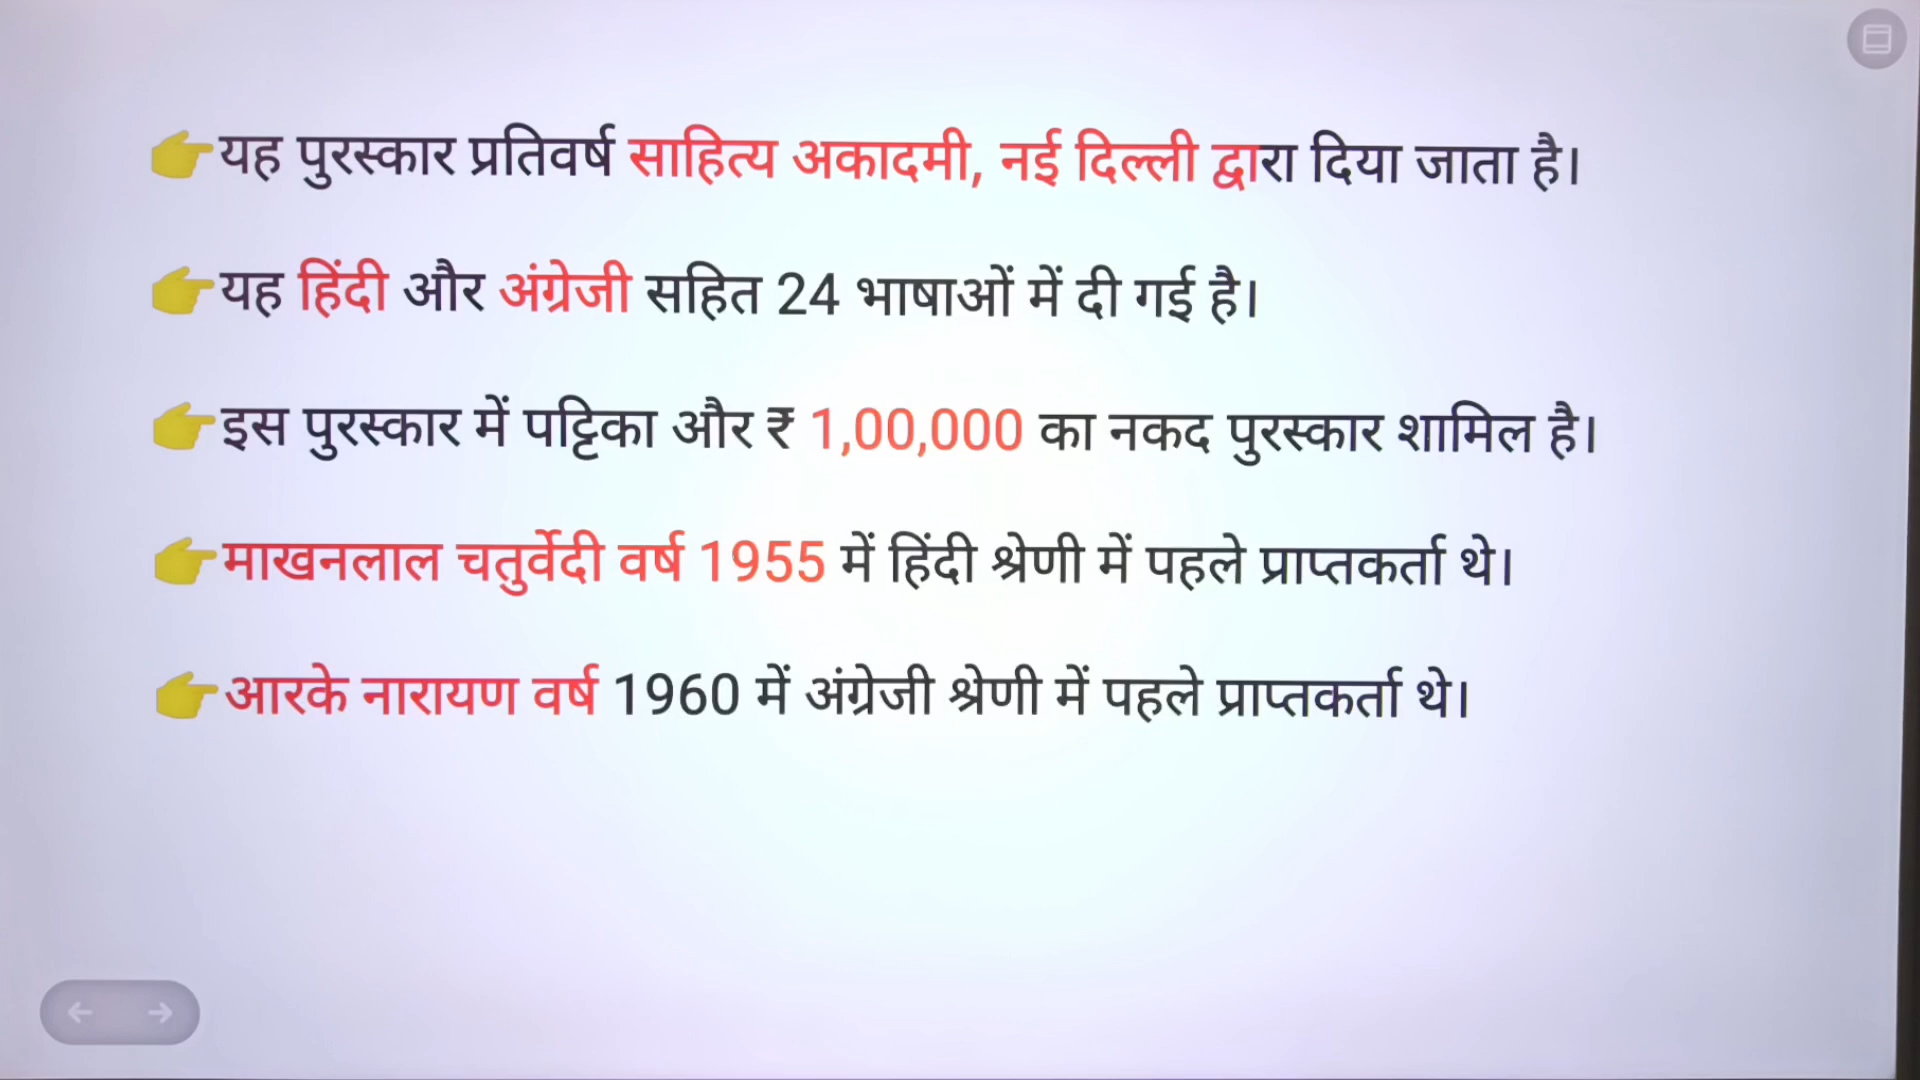 👉यह पुरस्कार प्रतिवर्ष साहित्य अकादमी, नई दिल्ली द्वारा दिया जाता है।
👉यह हिंदी और अंग्रेजी सहित 24 भाषाओं में दी गई है।
👉इस पुरस्कार में पट्टिका और ₹ 1,00,000 का नकद पुरस्कार शामिल है।
👉माखनलाल चतुर्वेदी वर्ष 1955 में हिंदी श्रेणी में पहले प्राप्तकर्ता थे।
👉आरके नारायण वर्ष 1960 में अंग्रेजी श्रेणी में पहले प्राप्तकर्ता थे।